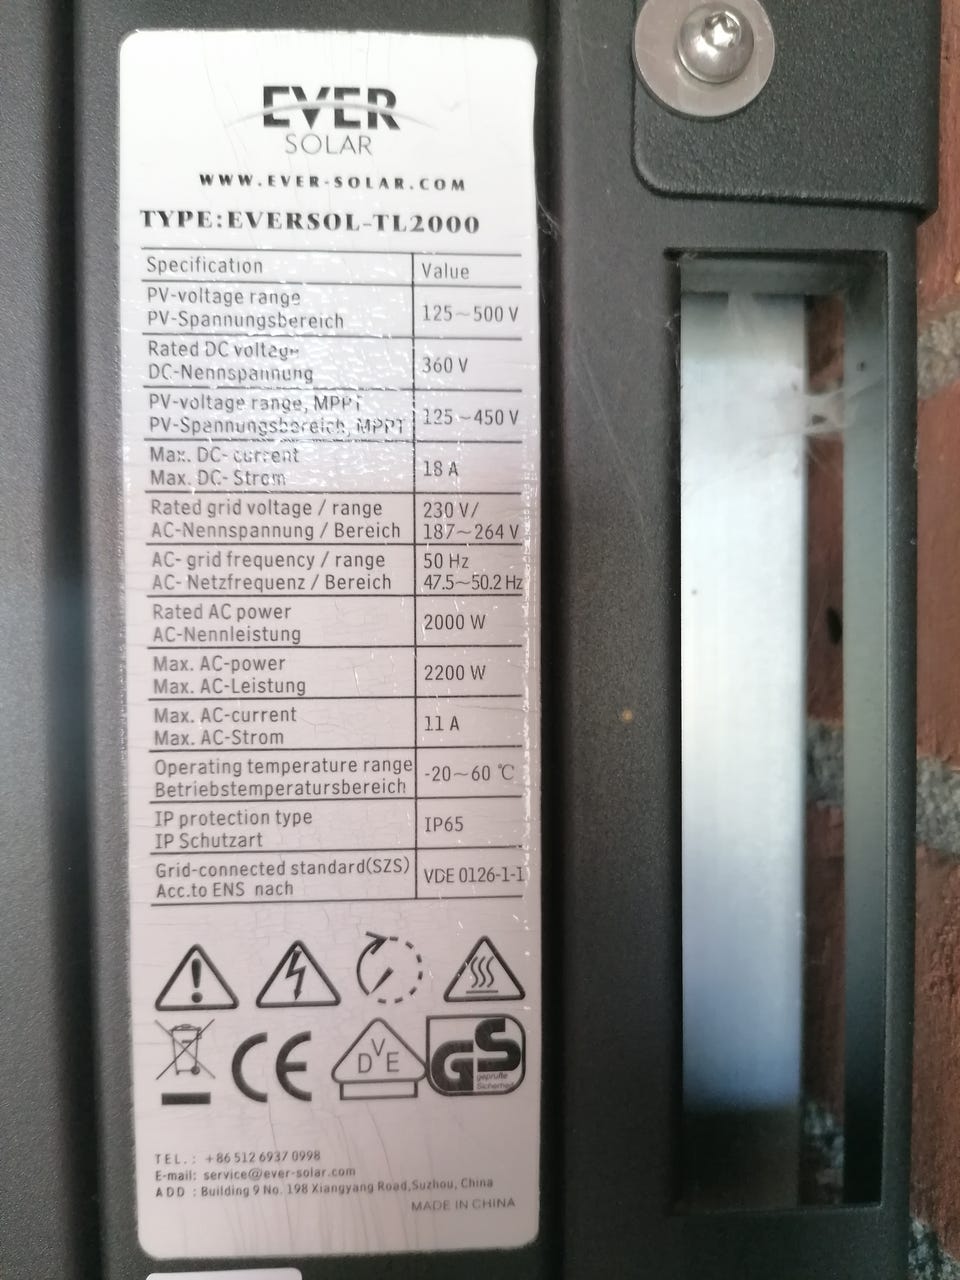 EVER
SOLAR
WWW.EVER-SOLAR.COM
TYPE:EVERSOL-TL2000
Specification Value
PV-voltage range
PV-Spannungsbereich 125~500 V
Rated DC voltage
DC-Nennspannung 360 V
PV-voltage range, MPPT
PV-Spannungsbereich, MPPT 125~450 V
Max. DC- current
Max. DC- Strom 18 A
Rated grid voltage / range 230 V/
AC-Nennspannung / Bereich 187~264 V
AC- grid frequency / range 50 Hz
AC- Netzfrequenz / Bereich 47.5~50.2 Hz
Rated AC power
AC-Nennleistung 2000 W
Max. AC-power
Max. AC-Leistung 2200 W
Max. AC-current
Max. AC-Strom 11 A
Operating temperature range
Betriebstemperatursbereich -20~60 ℃
IP protection type
IP Schutzart IP65
Grid-connected standard(SZS)
Acc.to ENS nach VDE 0126-1-1
CE
DVE
GS
geprüfte
Sicherheit
TEL.: +86 512 6937 0998
E-mail: service@ever-solar.com
ADD : Building 9 No. 198 Xiangyang Road,Suzhou, China
MADE IN CHINA